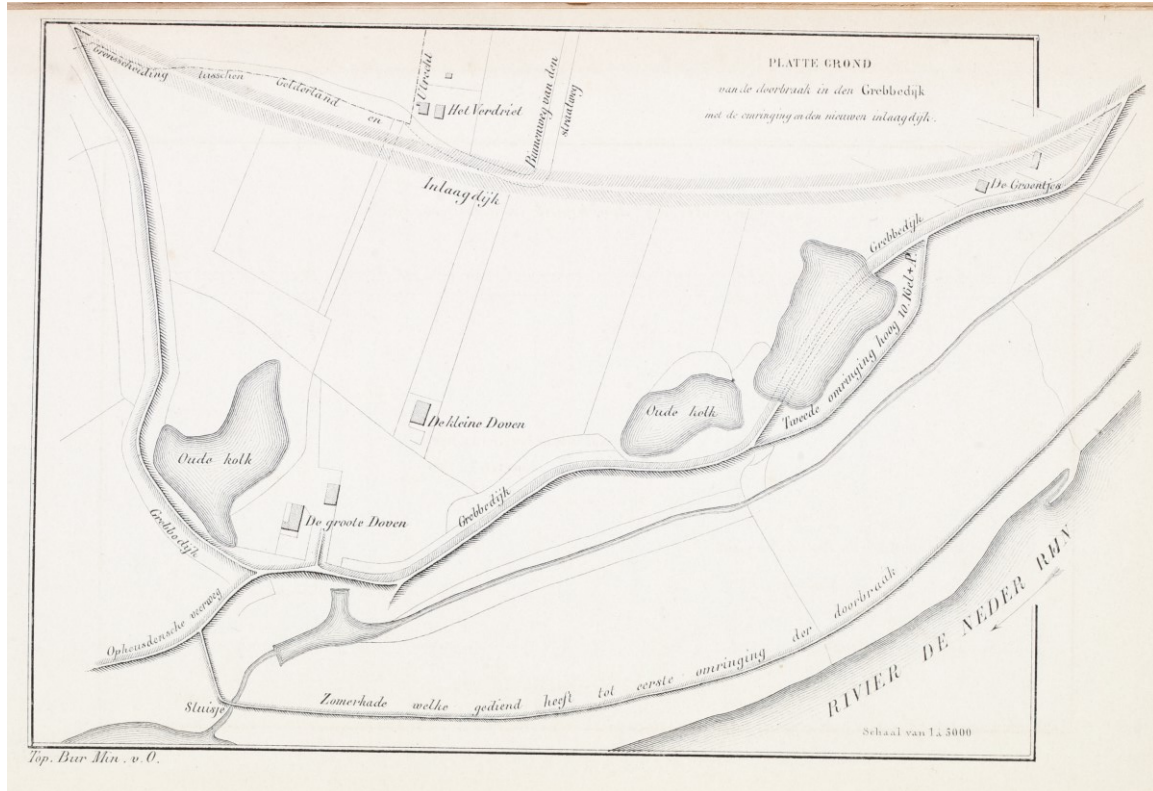 PLATTE GROND
van de doorbraak in den Grebbedijk
met de omringing en den nieuwen inlaagdijk.
Grensscheiding tusschen Gelderland en Utrecht
Het Verdriet
Binnenweg van den
straatweg
Inlaagdijk
De Groentjes
Grebbedijk
Tweede omringing hoog 10. Kiel + A.P.
Oude kolk
De kleine Doven
Oude kolk
Grebbedijk
De groote Doven
Grebbedijk
Ophousdensche veerweg
Sluisje
Zomerkade welke gediend heeft tot eerste omringing der doorbraak
RIVIER DE NEDER RIJN
Schaal van 1 à 5000
Top. Bur Min. v. O.